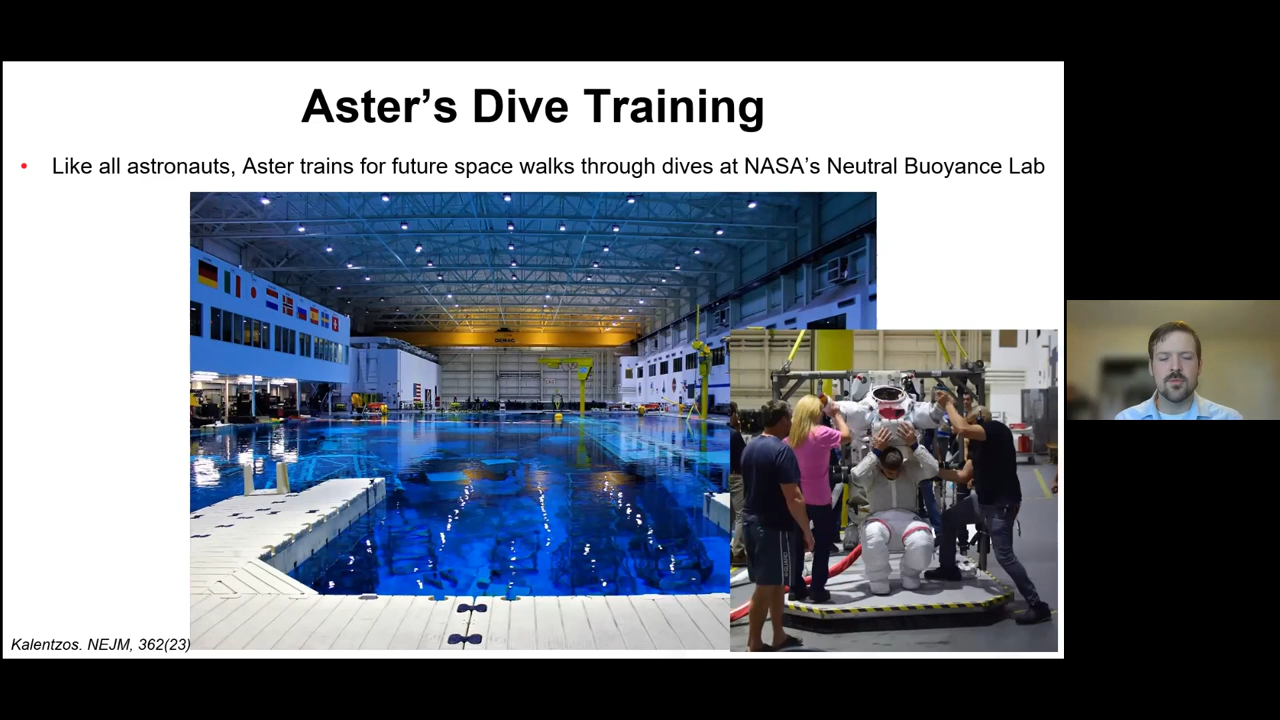 Aster’s Dive Training
• Like all astronauts, Aster trains for future space walks through dives at NASA’s Neutral Buoyance Lab
DEMAG
Kalentzos. NEJM, 362(23)